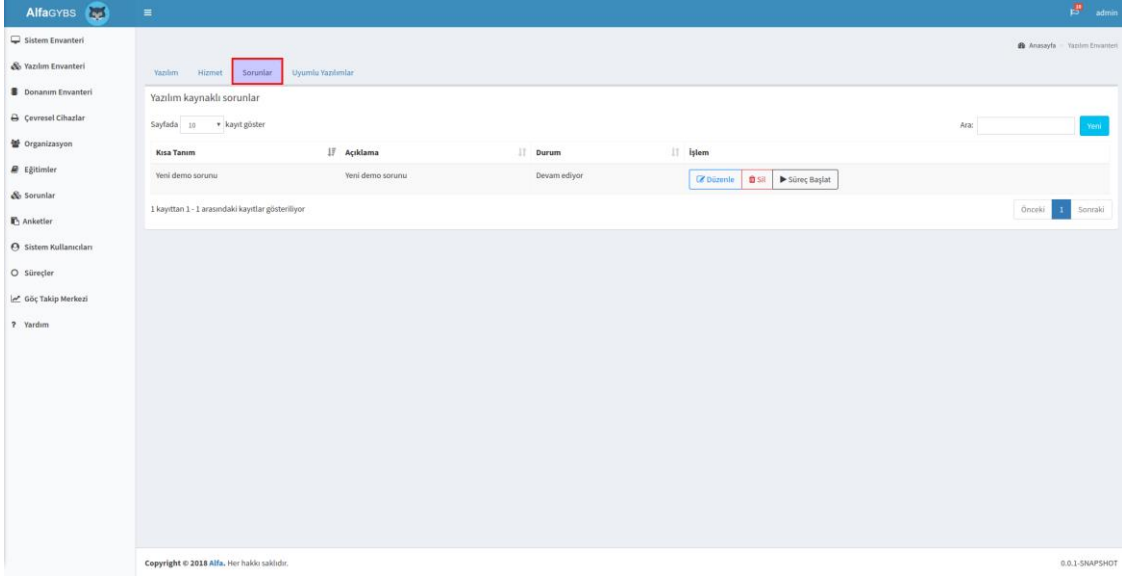 AlfaGYBS
10
admin
Sistem Envanteri
Yazılım Envanteri
Donanım Envanteri
Çevresel Cihazlar
Organizasyon
Eğitimler
Sorunlar
Anketler
Sistem Kullanıcıları
Süreçler
Göç Takip Merkezi
? Yardım
Anasayfa - Yazılım Envanteri
Yazılım Hizmet Sorunlar Uyumlu Yazılımlar
Yazılım kaynaklı sorunlar
Sayfada 10 kayıt göster
Ara: Yeni
Kısa Tanım Açıklama Durum İşlem
Yeni demo sorunu Yeni demo sorunu Devam ediyor Düzenle Sil Süreç Başlat
1 kayıttan 1 - 1 arasındaki kayıtlar gösteriliyor
Önceki 1 Sonraki
Copyright © 2018 Alfa. Her hakkı saklıdır.
0.0.1-SNAPSHOT